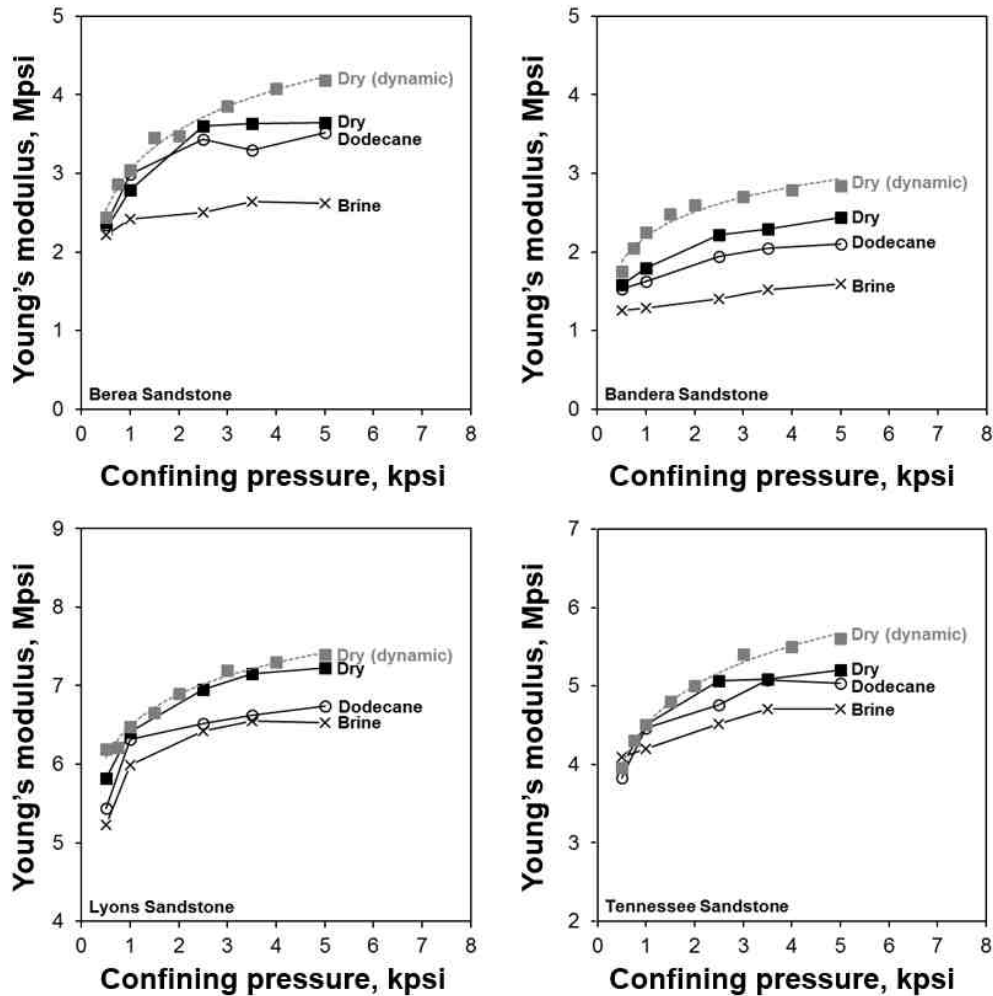 Young's modulus, Mpsi
5
4
3
2
1
0
Dry (dynamic)
Dry
Dodecane
Brine
Berea Sandstone
0 1 2 3 4 5 6 7 8
Confining pressure, kpsi
Young's modulus, Mpsi
5
4
3
2
1
0
Dry (dynamic)
Dry
Dodecane
Brine
Bandera Sandstone
0 1 2 3 4 5 6 7 8
Confining pressure, kpsi
Young's modulus, Mpsi
9
8
7
6
5
4
Dry (dynamic)
Dry
Dodecane
Brine
Lyons Sandstone
0 1 2 3 4 5 6 7 8
Confining pressure, kpsi
Young's modulus, Mpsi
7
6
5
4
3
2
Dry (dynamic)
Dry
Dodecane
Brine
Tennessee Sandstone
0 1 2 3 4 5 6 7 8
Confining pressure, kpsi